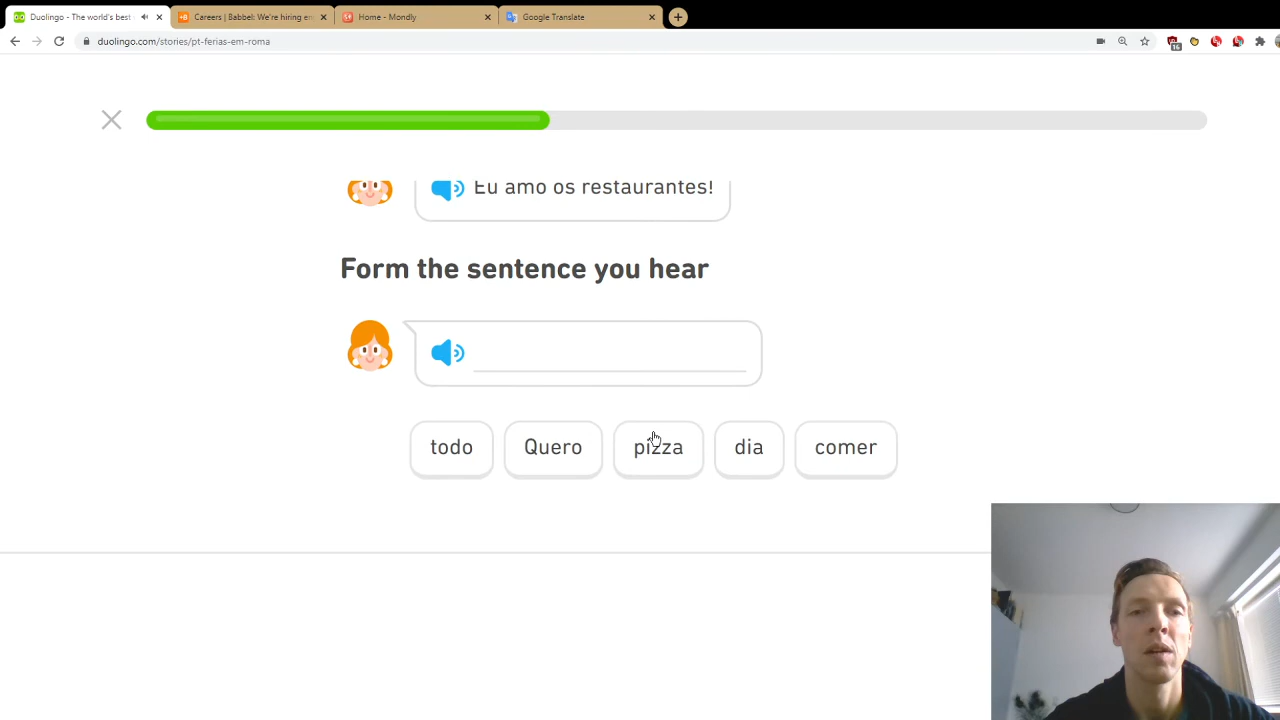 Duolingo - The world's best
Careers | Babbel: We're hiring en
Home - Mondly
Google Translate
duolingo.com/stories/pt-ferias-em-roma
16
Eu amo os restaurantes!
Form the sentence you hear
todo
Quero
pizza
dia
comer